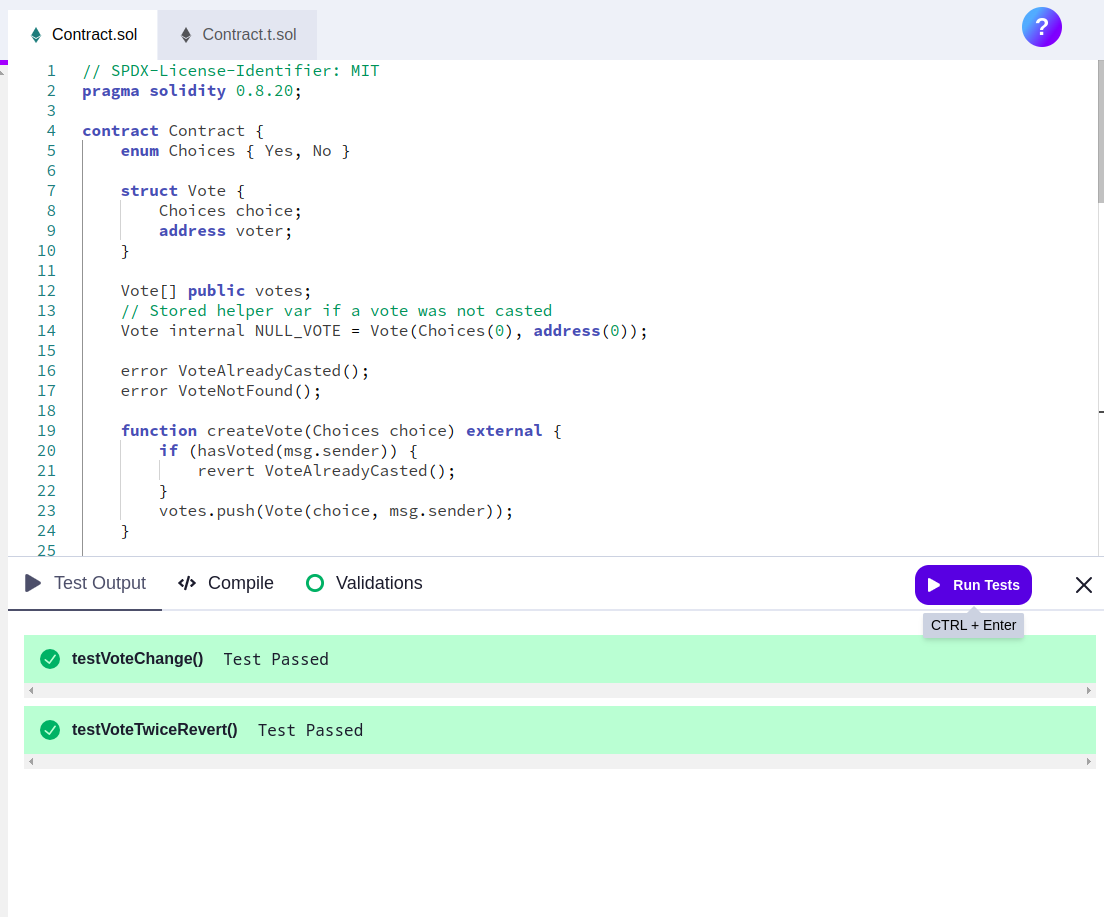 Contract.sol
Contract.t.sol
?
1 // SPDX-License-Identifier: MIT
2 pragma solidity 0.8.20;
3
4 contract Contract {
5     enum Choices { Yes, No }
6
7     struct Vote {
8         Choices choice;
9         address voter;
10     }
11
12     Vote[] public votes;
13     // Stored helper var if a vote was not casted
14     Vote internal NULL_VOTE = Vote(Choices(0), address(0));
15
16     error VoteAlreadyCasted();
17     error VoteNotFound();
18
19     function createVote(Choices choice) external {
20         if (hasVoted(msg.sender)) {
21             revert VoteAlreadyCasted();
22         }
23         votes.push(Vote(choice, msg.sender));
24     }
25
Test Output
</> Compile
Validations
Run Tests
CTRL + Enter
testVoteChange() Test Passed
testVoteTwiceRevert() Test Passed